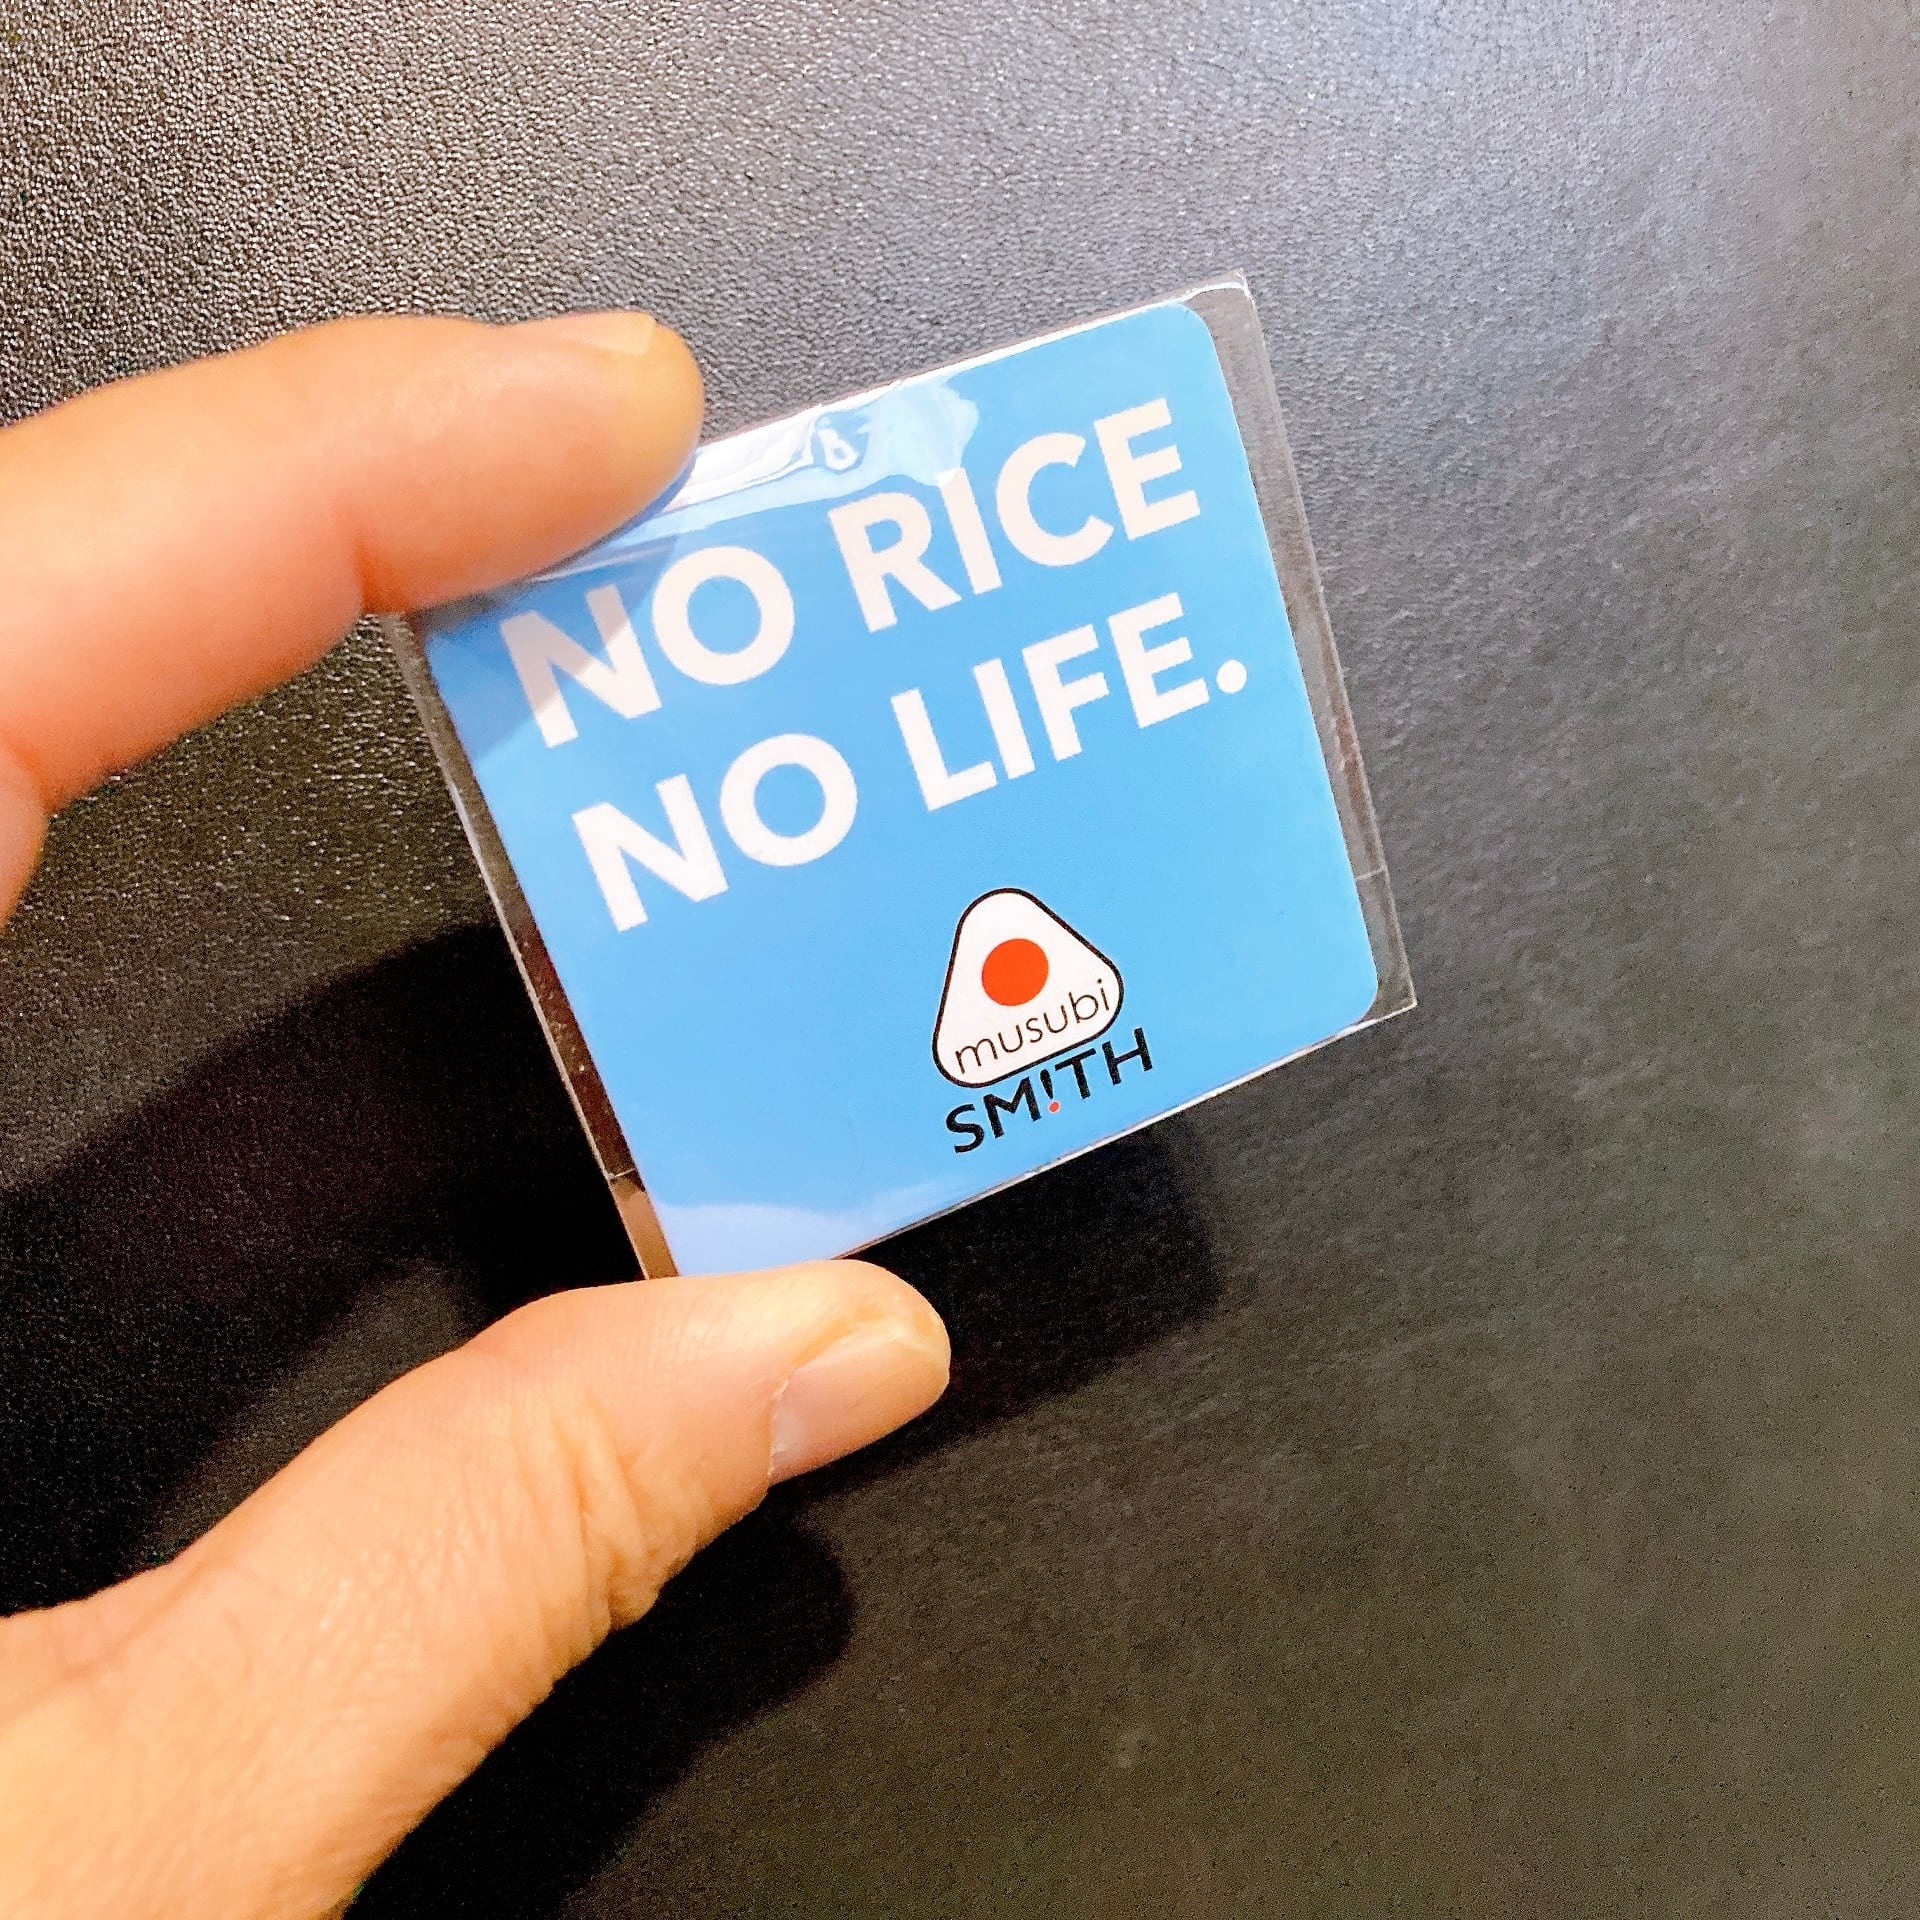 NO RICE
NO LIFE.
musubi
SM!TH